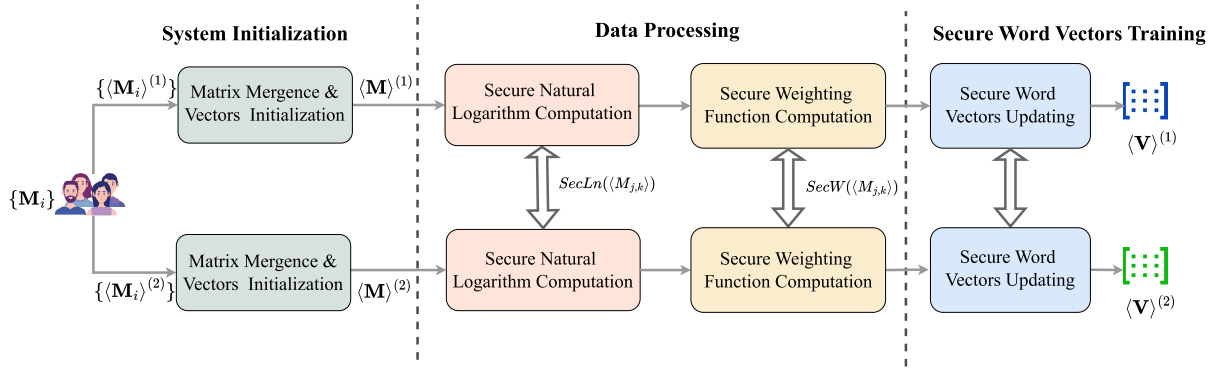 System Initialization
Data Processing
Secure Word Vectors Training
{⟨M_i⟩^(1)}
Matrix Mergence &
Vectors Initialization
⟨M⟩^(1)
Secure Natural
Logarithm Computation
Secure Weighting
Function Computation
Secure Word
Vectors Updating
⟨V⟩^(1)
{M_i}
SecLn(⟨M_{j,k}⟩)
SecW(⟨M_{j,k}⟩)
{⟨M_i⟩^(2)}
Matrix Mergence &
Vectors Initialization
⟨M⟩^(2)
Secure Natural
Logarithm Computation
Secure Weighting
Function Computation
Secure Word
Vectors Updating
⟨V⟩^(2)